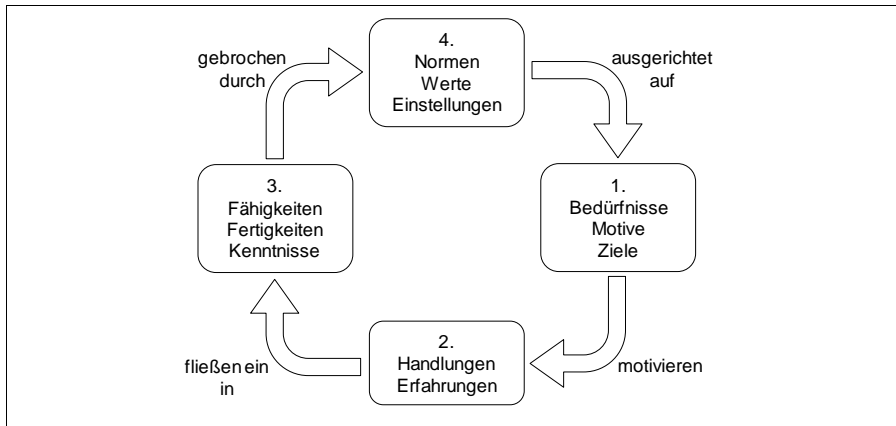 4.
Normen
Werte
Einstellungen
ausgerichtet
auf
1.
Bedürfnisse
Motive
Ziele
motivieren
2.
Handlungen
Erfahrungen
fließen ein
in
3.
Fähigkeiten
Fertigkeiten
Kenntnisse
gebrochen
durch